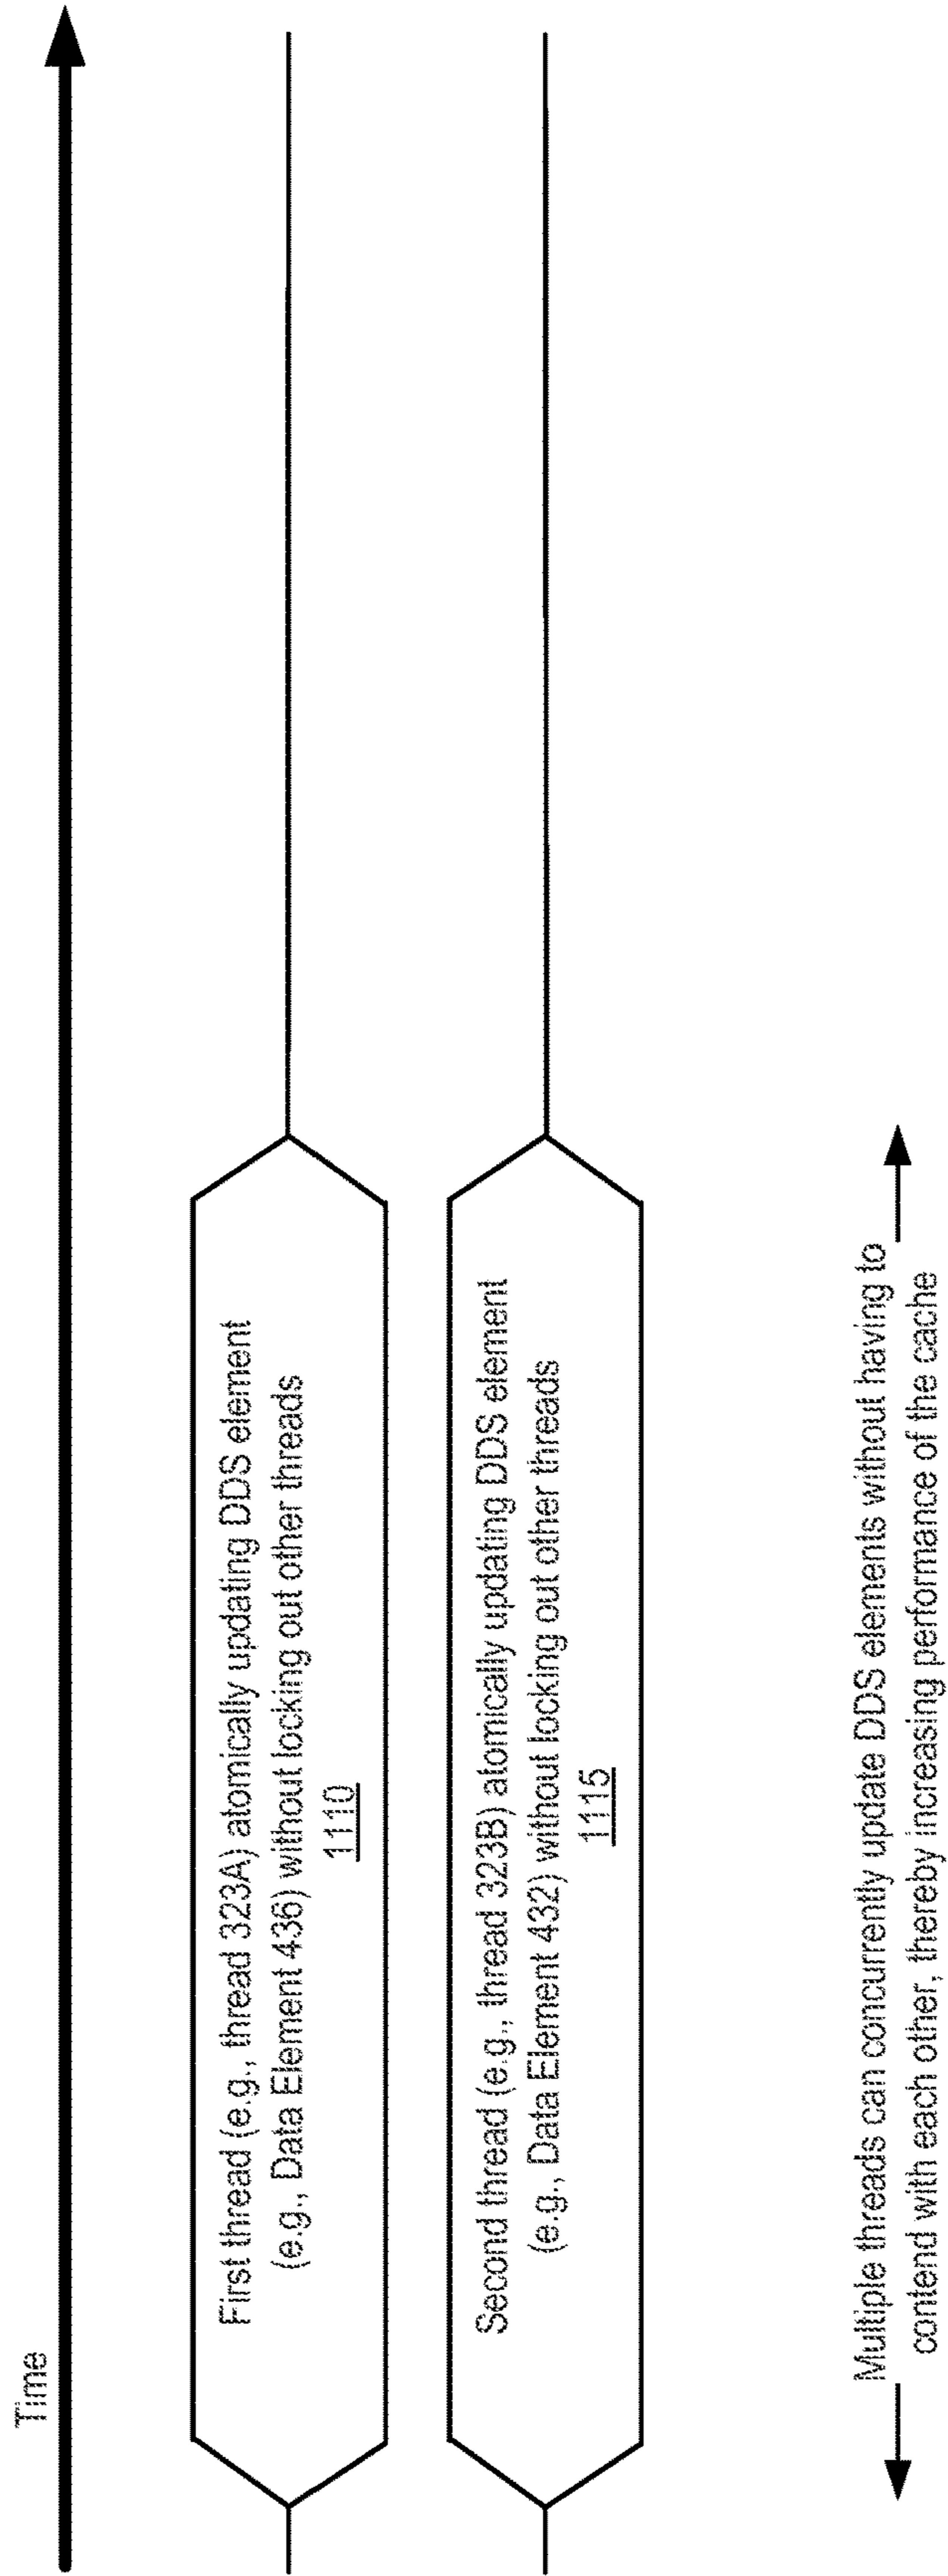 Time
First thread (e.g., thread 323A) atomically updating DDS element
(e.g., Data Element 436) without locking out other threads
1110
Second thread (e.g., thread 323B) atomically updating DDS element
(e.g., Data Element 432) without locking out other threads
1115
Multiple threads can concurrently update DDS elements without having to
contend with each other, thereby increasing performance of the cache